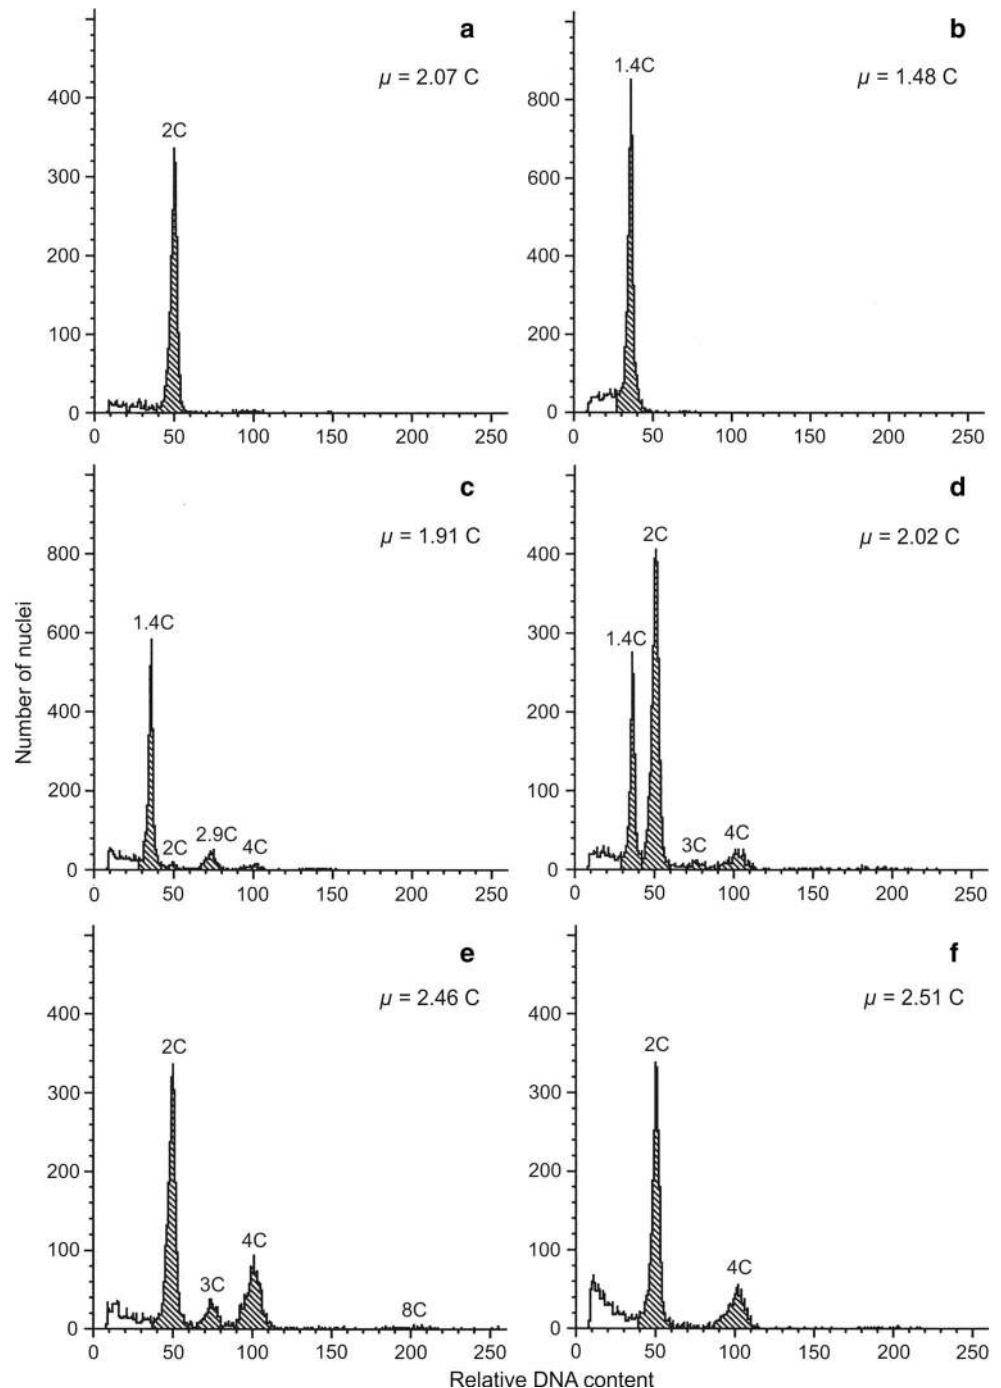 a
b
μ = 2.07 C
μ = 1.48 C
2C
1.4C
400
300
200
100
0
800
600
400
200
0
0 50 100 150 200 250
0 50 100 150 200 250
c
d
μ = 1.91 C
μ = 2.02 C
1.4C
2C
2.9C
4C
1.4C
2C
3C
4C
800
600
400
200
0
400
300
200
100
0
0 50 100 150 200 250
0 50 100 150 200 250
Number of nuclei
e
f
μ = 2.46 C
μ = 2.51 C
2C
3C
4C
8C
2C
4C
400
300
200
100
0
400
300
200
100
0
0 50 100 150 200 250
0 50 100 150 200 250
Relative DNA content